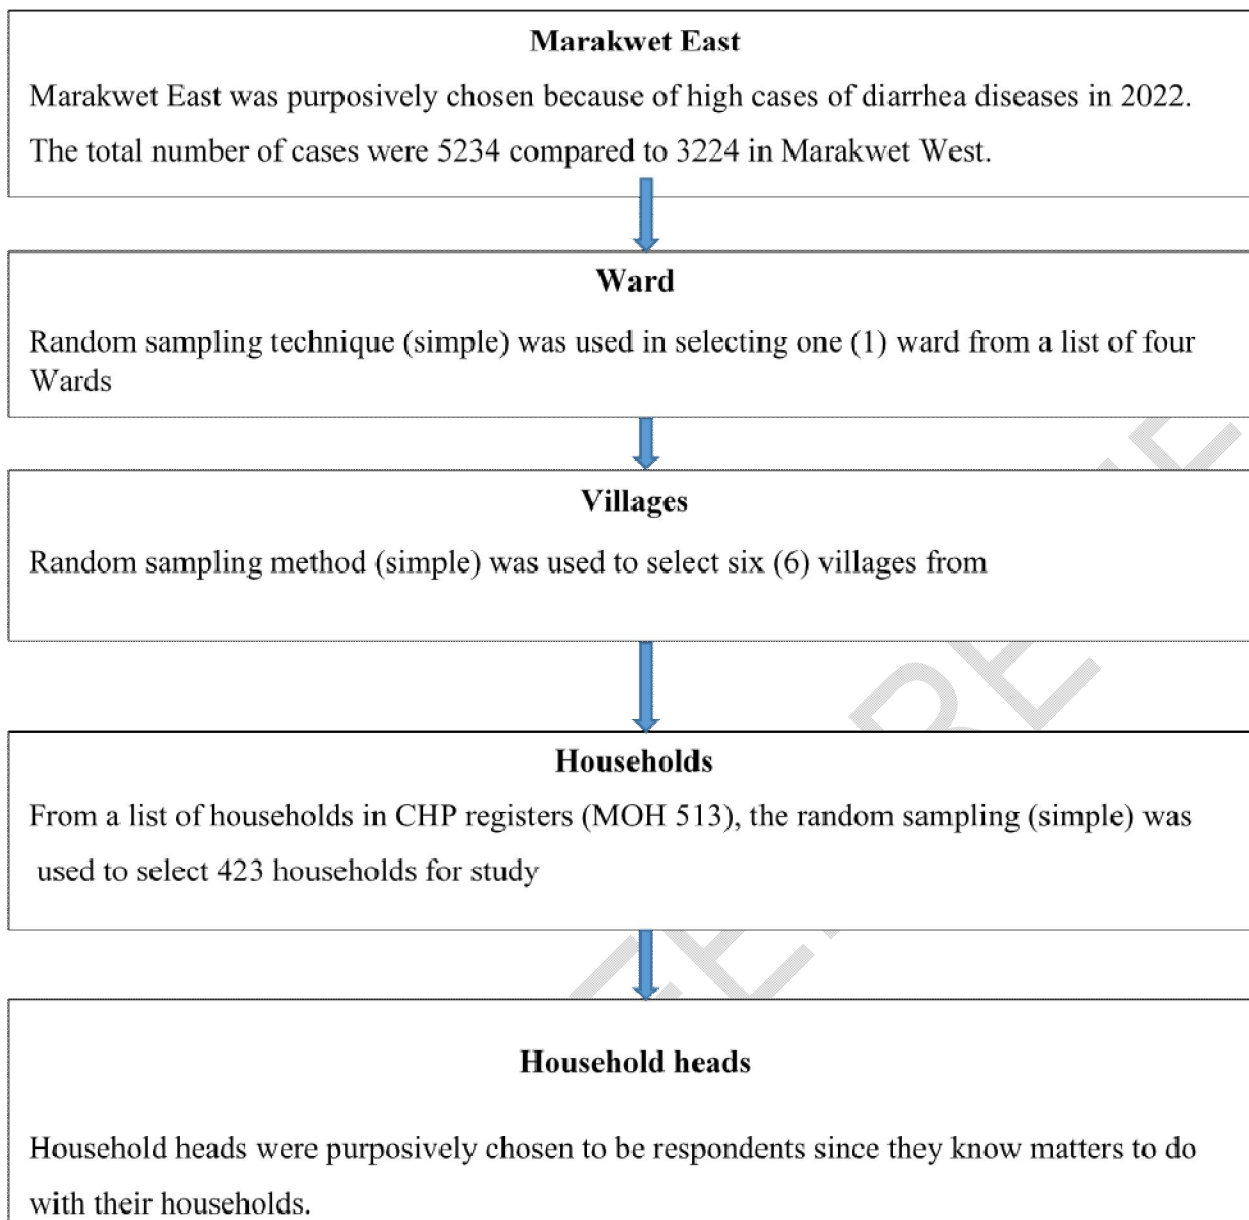 Marakwet East
Marakwet East was purposively chosen because of high cases of diarrhea diseases in 2022.
The total number of cases were 5234 compared to 3224 in Marakwet West.
Ward
Random sampling technique (simple) was used in selecting one (1) ward from a list of four
Wards
Villages
Random sampling method (simple) was used to select six (6) villages from
Households
From a list of households in CHP registers (MOH 513), the random sampling (simple) was
used to select 423 households for study
Household heads
Household heads were purposively chosen to be respondents since they know matters to do
with their households.